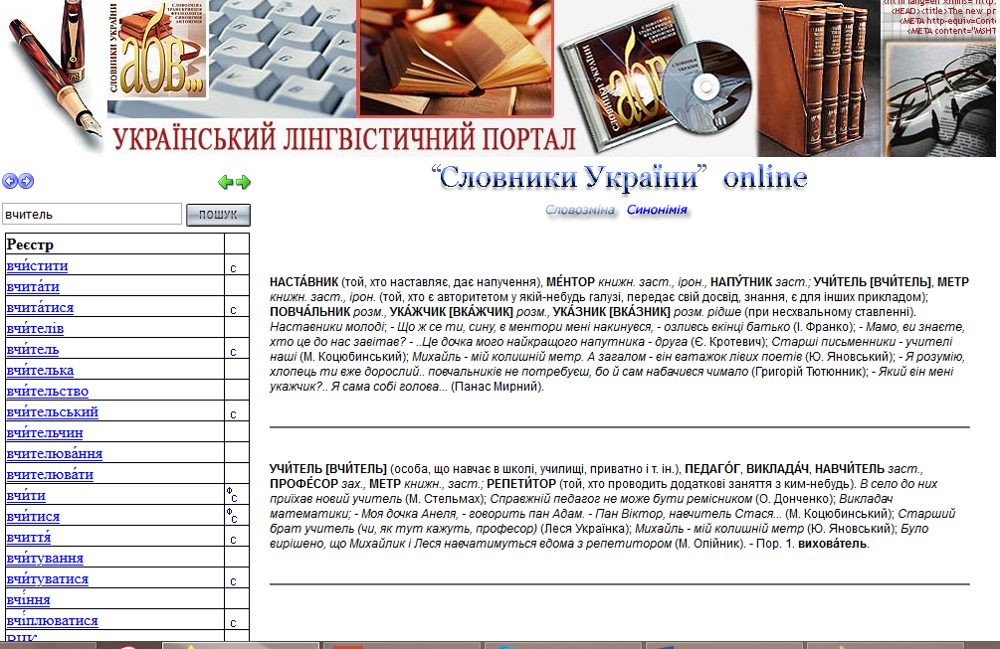 СЛОВНИКИ УКРАЇНИ
СЛОВОЗМІНА
ТРАНСКРИПЦІЯ
ФРАЗЕОЛОГІЯ
СИНОНІМІЯ
АНТОНІМІЯ
абв...
<HEAD><title>The new pr
<META http-equiv=Conte
<META content="MSHT
УКРАЇНСЬКИЙ ЛІНГВІСТИЧНИЙ ПОРТАЛ
“Словники України” online
Словозміна Синонімія
вчитель ПОШУК
Реєстр
вчи́стити С
вчита́ти
вчита́тися С
вчи́телів
вчи́тель С
вчи́телька
вчи́тельство
вчи́тельський С
вчи́тельчин
вчителюва́ння
вчителюва́ти
вчи́ти Ф С
вчи́тися Ф С
вчиття́ С
вчи́тування
вчи́туватися С
вчі́ння
вчі́плюватися С
ВЧК
НАСТА́ВНИК (той, хто наставляє, дає напучення), МЕ́НТОР книжн. заст., ірон., НАПУ́ТНИК заст.; УЧИ́ТЕЛЬ [ВЧИ́ТЕЛЬ], МЕТР
книжн. заст., ірон. (той, хто є авторитетом у якій-небудь галузі, передає свій досвід, знання, є для інших прикладом);
ПОВЧА́ЛЬНИК розм., УКА́ЖЧИК [ВКА́ЖЧИК] розм., УКА́ЗНИК [ВКА́ЗНИК] розм. рідше (при несхвальному ставленні).
Наставники молоді; - Що ж се ти, сину, в ментори мені накинувся, - озливсь вкінці батько (І. Франко); - Мамо, ви знаєте,
хто це до нас завітав? - ..Це дочка мого найкращого напутника - друга (Є. Кротевич); Старші письменники - учителі
наші (М. Коцюбинський); Михайль - мій колишній метр. А загалом - він ватажок лівих поетів (Ю. Яновський); - Я розумію,
хлопець ти вже дорослий.. повчальників не потребуєш, бо й сам набачився чимало (Григорій Тютюнник); - Який він мені
укажчик?.. Я сама собі голова... (Панас Мирний).
УЧИ́ТЕЛЬ [ВЧИ́ТЕЛЬ] (особа, що навчає в школі, училищі, приватно і т. ін.), ПЕДАГО́Г, ВИКЛАДА́Ч, НАВЧИ́ТЕЛЬ заст.,
ПРОФЕ́СОР зах., МЕТР книжн., заст.; РЕПЕТИ́ТОР (той, хто проводить додаткові заняття з ким-небудь). В село до них
приїхав новий учитель (М. Стельмах); Справжній педагог не може бути ремісником (О. Донченко); Викладач
математики; - Моя дочка Анеля, - говорить пан Адам. - Пан Віктор, навчитель Стася... (М. Коцюбинський); Старший
брат учитель (чи, як тут кажуть, професор) (Леся Українка); Михайль - мій колишній метр (Ю. Яновський); Було
вирішено, що Михайлик і Леся навчатимуться вдома з репетитором (М. Олійник). - Пор. 1. вихова́тель.